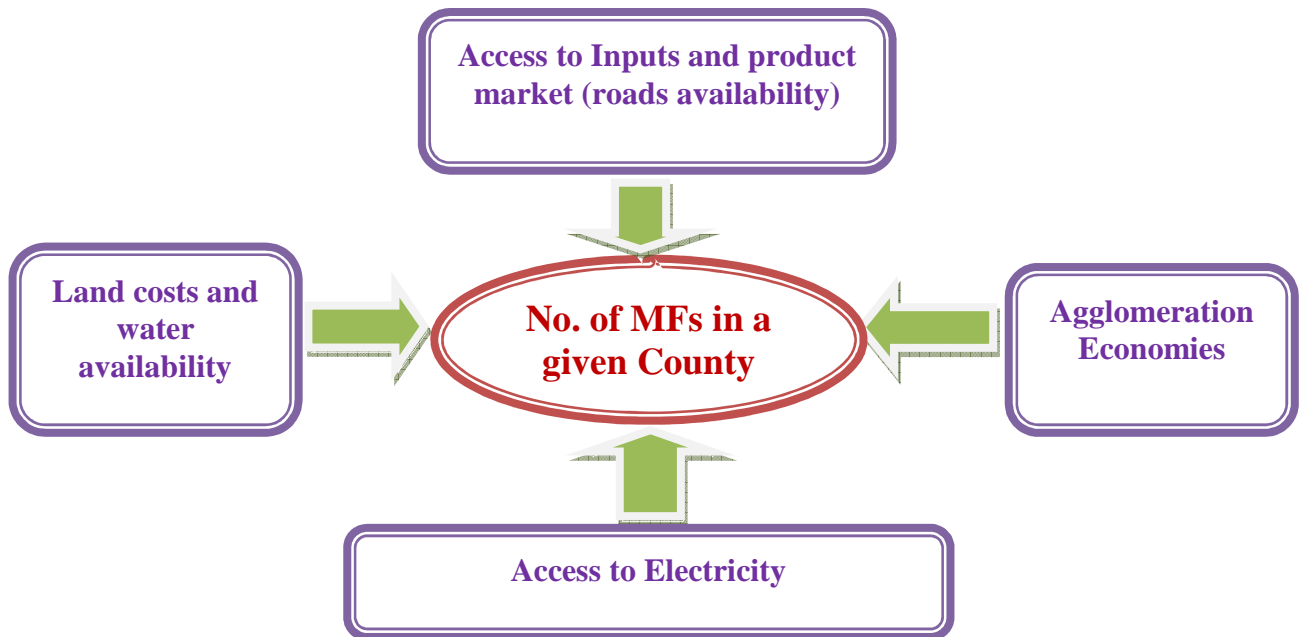 Access to Inputs and product
market (roads availability)
Land costs and
water
availability
No. of MFs in a
given County
Agglomeration
Economies
Access to Electricity